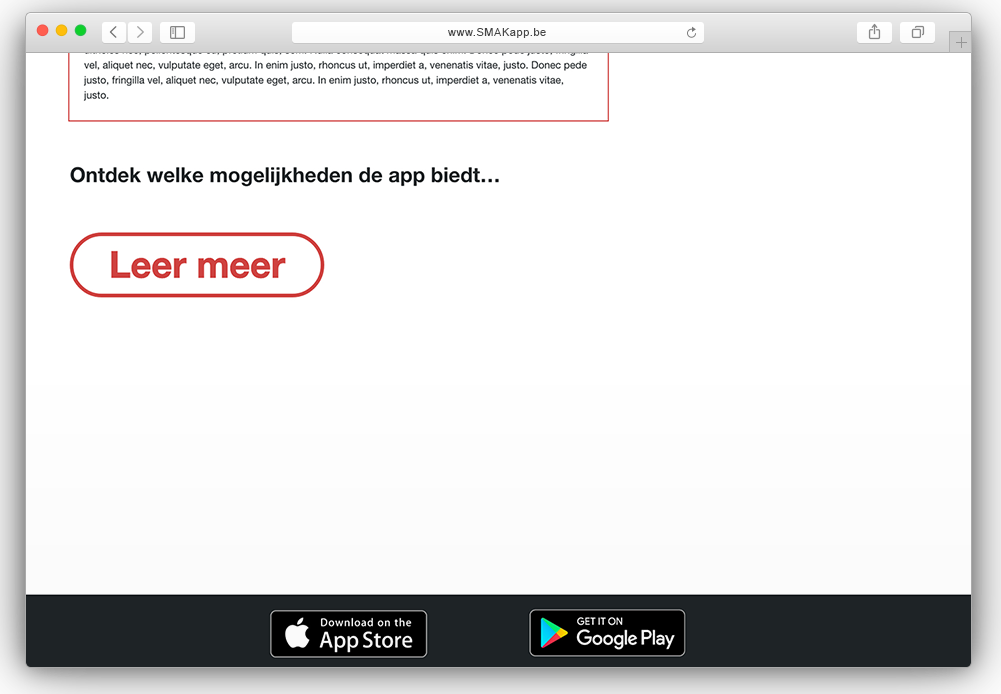 www.SMAKapp.be
vel, aliquet nec, vulputate eget, arcu. In enim justo, rhoncus ut, imperdiet a, venenatis vitae, justo. Donec pede
justo, fringilla vel, aliquet nec, vulputate eget, arcu. In enim justo, rhoncus ut, imperdiet a, venenatis vitae,
justo.
Ontdek welke mogelijkheden de app biedt...
Leer meer
Download on the
App Store
GET IT ON
Google Play